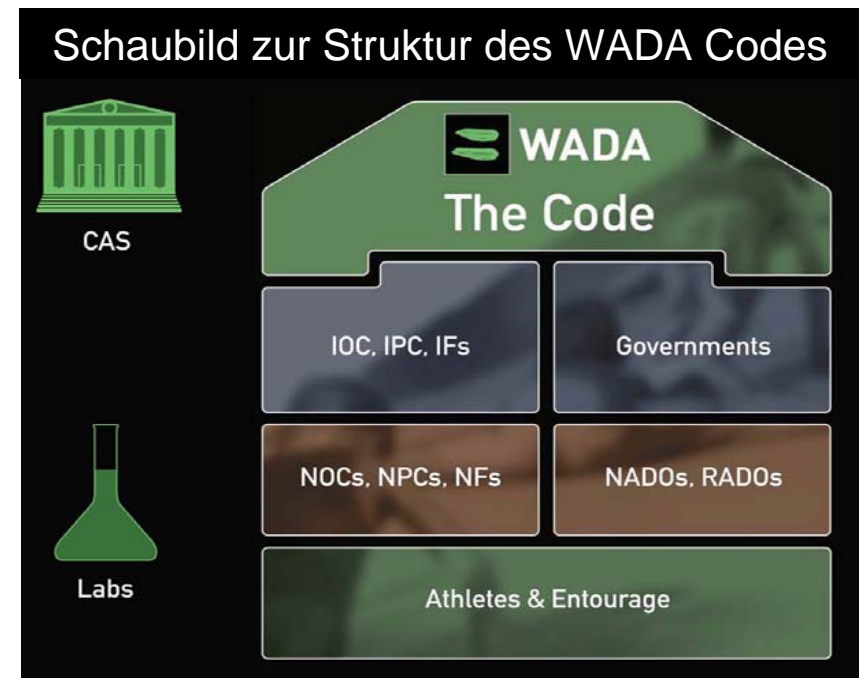 Schaubild zur Struktur des WADA Codes
CAS
WADA
The Code
IOC, IPC, IFs
Governments
NOCs, NPCs, NFs
NADOs, RADOs
Labs
Athletes & Entourage